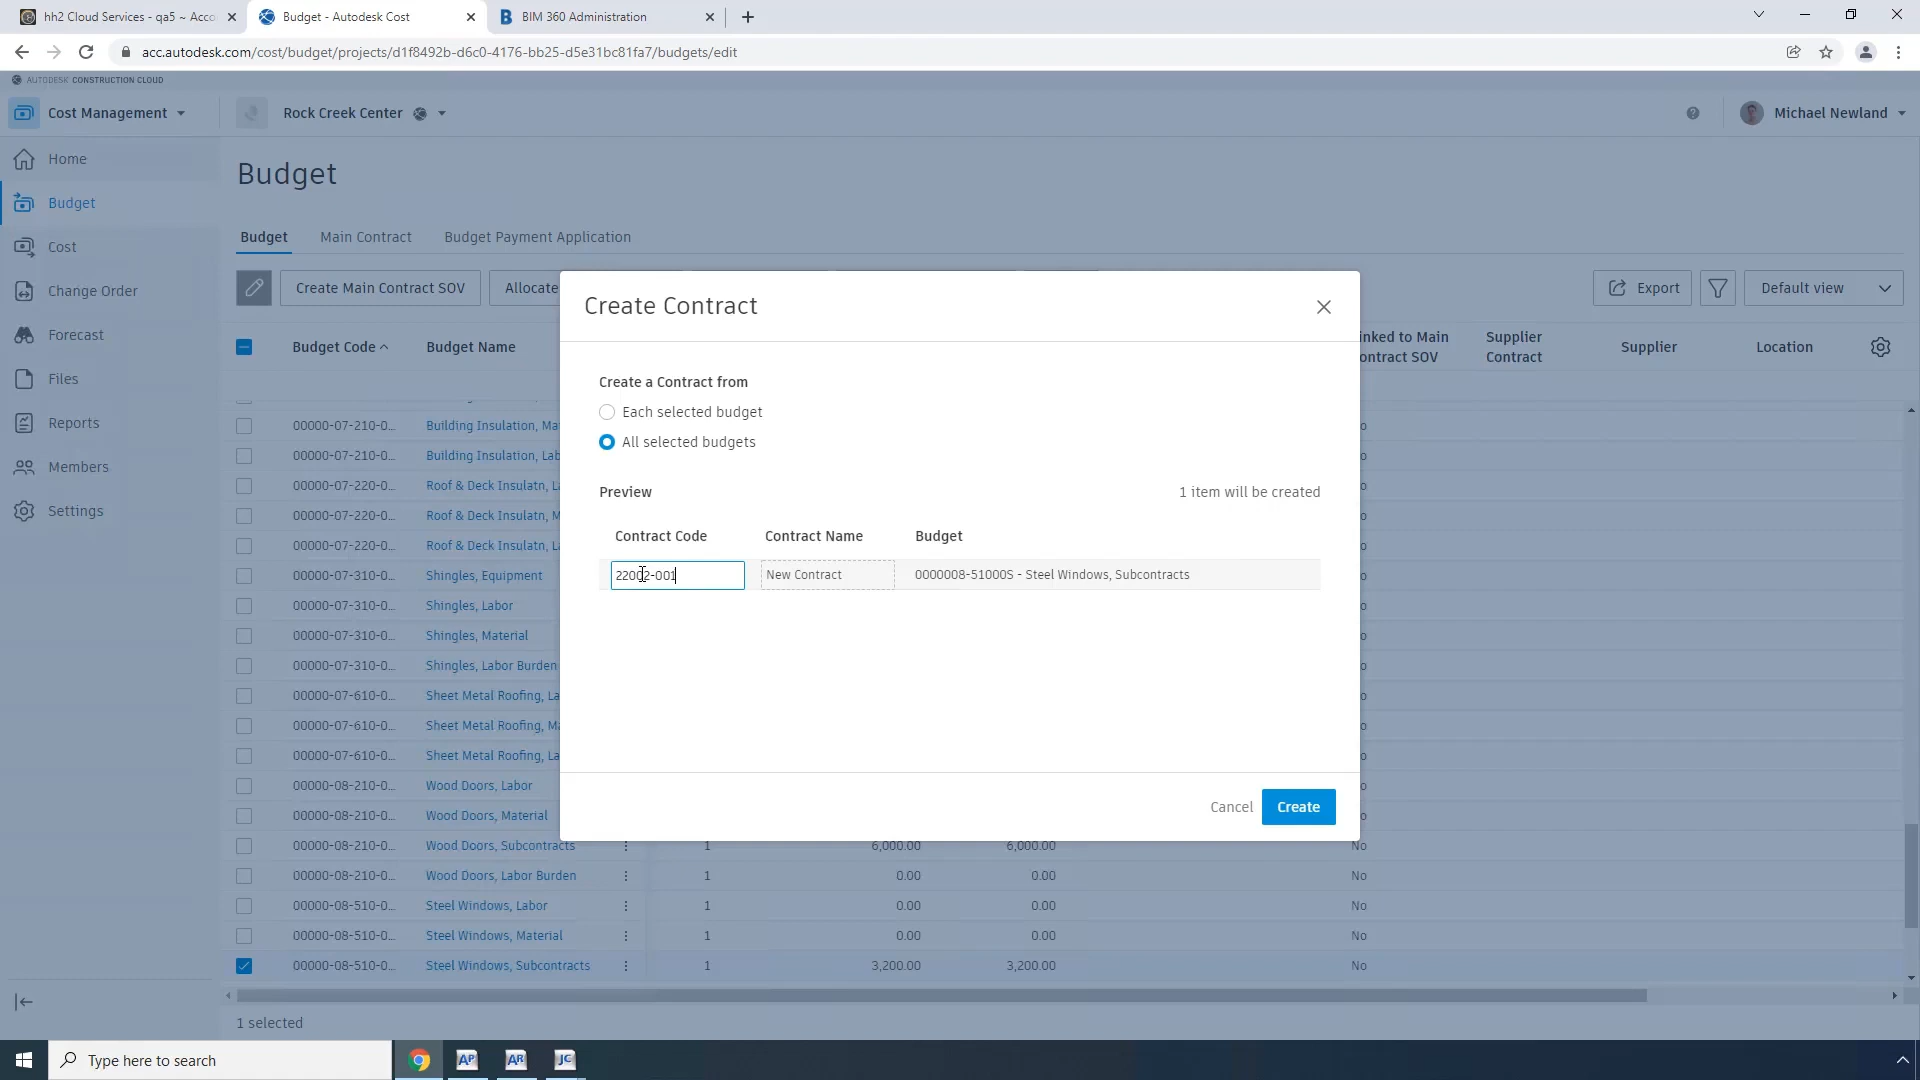 hh2 Cloud Services - qa5 ~ Acco
Budget - Autodesk Cost
BIM 360 Administration
acc.autodesk.com/cost/budget/projects/d1f8492b-d6c0-4176-bb25-d5e31bc81fa7/budgets/edit
AUTODESK CONSTRUCTION CLOUD
Cost Management
Rock Creek Center
Michael Newland
Home
Budget
Cost
Change Order
Forecast
Files
Reports
Members
Settings
Budget
Budget Main Contract Budget Payment Application
Create Main Contract SOV
Allocate
Export
Default view
Budget Code
Budget Name
inked to Main
ontract SOV
Supplier
Contract
Supplier
Location
00000-07-210-0... Building Insulation, Ma
00000-07-210-0... Building Insulation, Lab
00000-07-220-0... Roof & Deck Insulatn, L
00000-07-220-0... Roof & Deck Insulatn, M
00000-07-220-0... Roof & Deck Insulatn, L
00000-07-310-0... Shingles, Equipment
00000-07-310-0... Shingles, Labor
00000-07-310-0... Shingles, Material
00000-07-310-0... Shingles, Labor Burden
00000-07-610-0... Sheet Metal Roofing, La
00000-07-610-0... Sheet Metal Roofing, M
00000-07-610-0... Sheet Metal Roofing, La
00000-08-210-0... Wood Doors, Labor
00000-08-210-0... Wood Doors, Material
00000-08-210-0... Wood Doors, Subcontracts 1 6,000.00 6,000.00 No
00000-08-210-0... Wood Doors, Labor Burden 1 0.00 0.00 No
00000-08-510-0... Steel Windows, Labor 1 0.00 0.00 No
00000-08-510-0... Steel Windows, Material 1 0.00 0.00 No
00000-08-510-0... Steel Windows, Subcontracts 1 3,200.00 3,200.00 No
1 selected
Create Contract
Create a Contract from
Each selected budget
All selected budgets
Preview
1 item will be created
Contract Code Contract Name Budget
22002-001 New Contract 0000008-51000S - Steel Windows, Subcontracts
Cancel
Create
Type here to search
AP
AR
JC